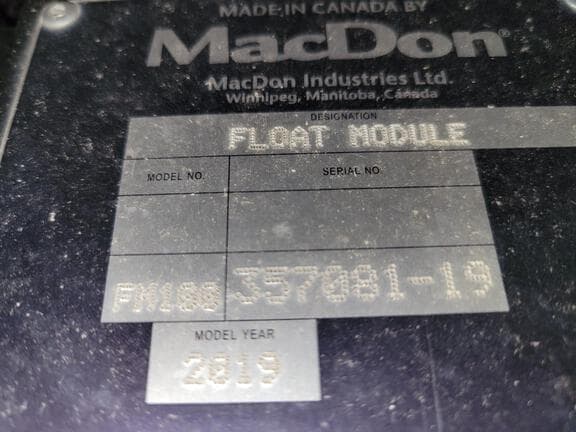 MADE IN CANADA BY
MacDon®
MacDon Industries Ltd.
Winnipeg, Manitoba, Canada
DESIGNATION
FLOAT MODULE
MODEL NO. SERIAL NO.
FM100 357081-19
MODEL YEAR
2019